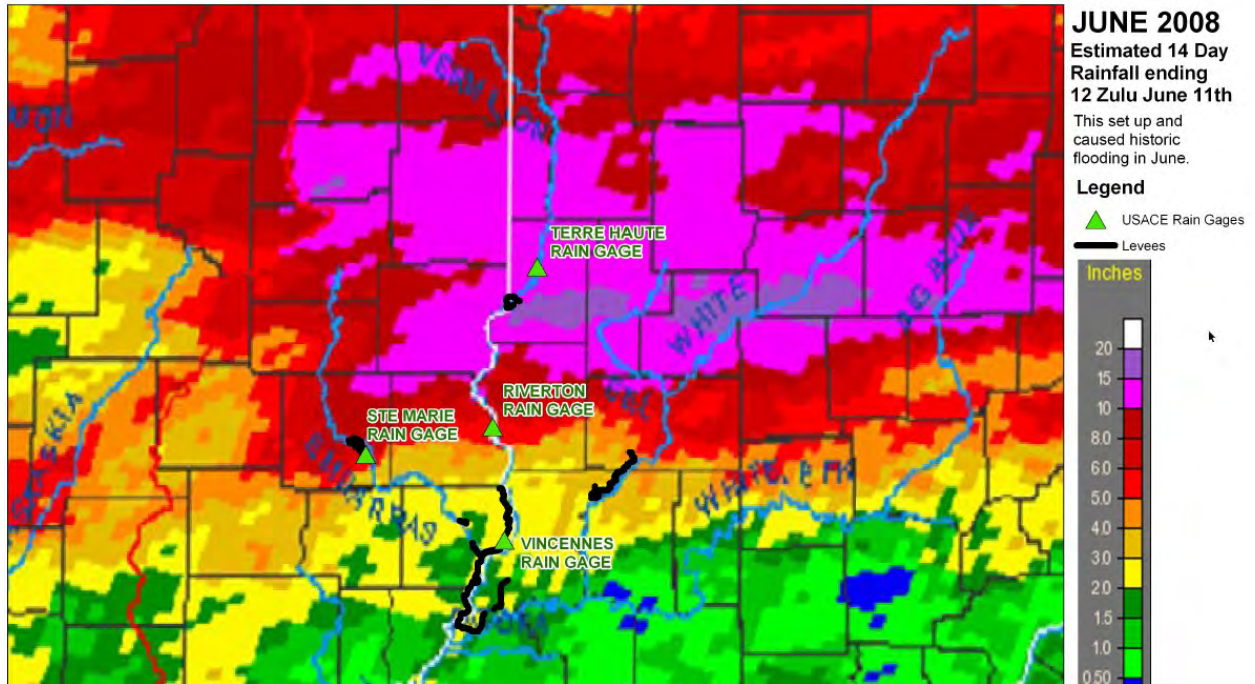 JUNE 2008
Estimated 14 Day
Rainfall ending
12 Zulu June 11th
This set up and
caused historic
flooding in June.
Legend
USACE Rain Gages
Levees
Inches
20
15
10
8.0
6.0
5.0
4.0
3.0
2.0
1.5
1.0
0.50
VERMILION
TERRE HAUTE
RAIN GAGE
BIG BLUE
WHITE
RIVERTON
RAIN GAGE
STE MARIE
RAIN GAGE
EEL
EMBARRAS
VINCENNES
RAIN GAGE